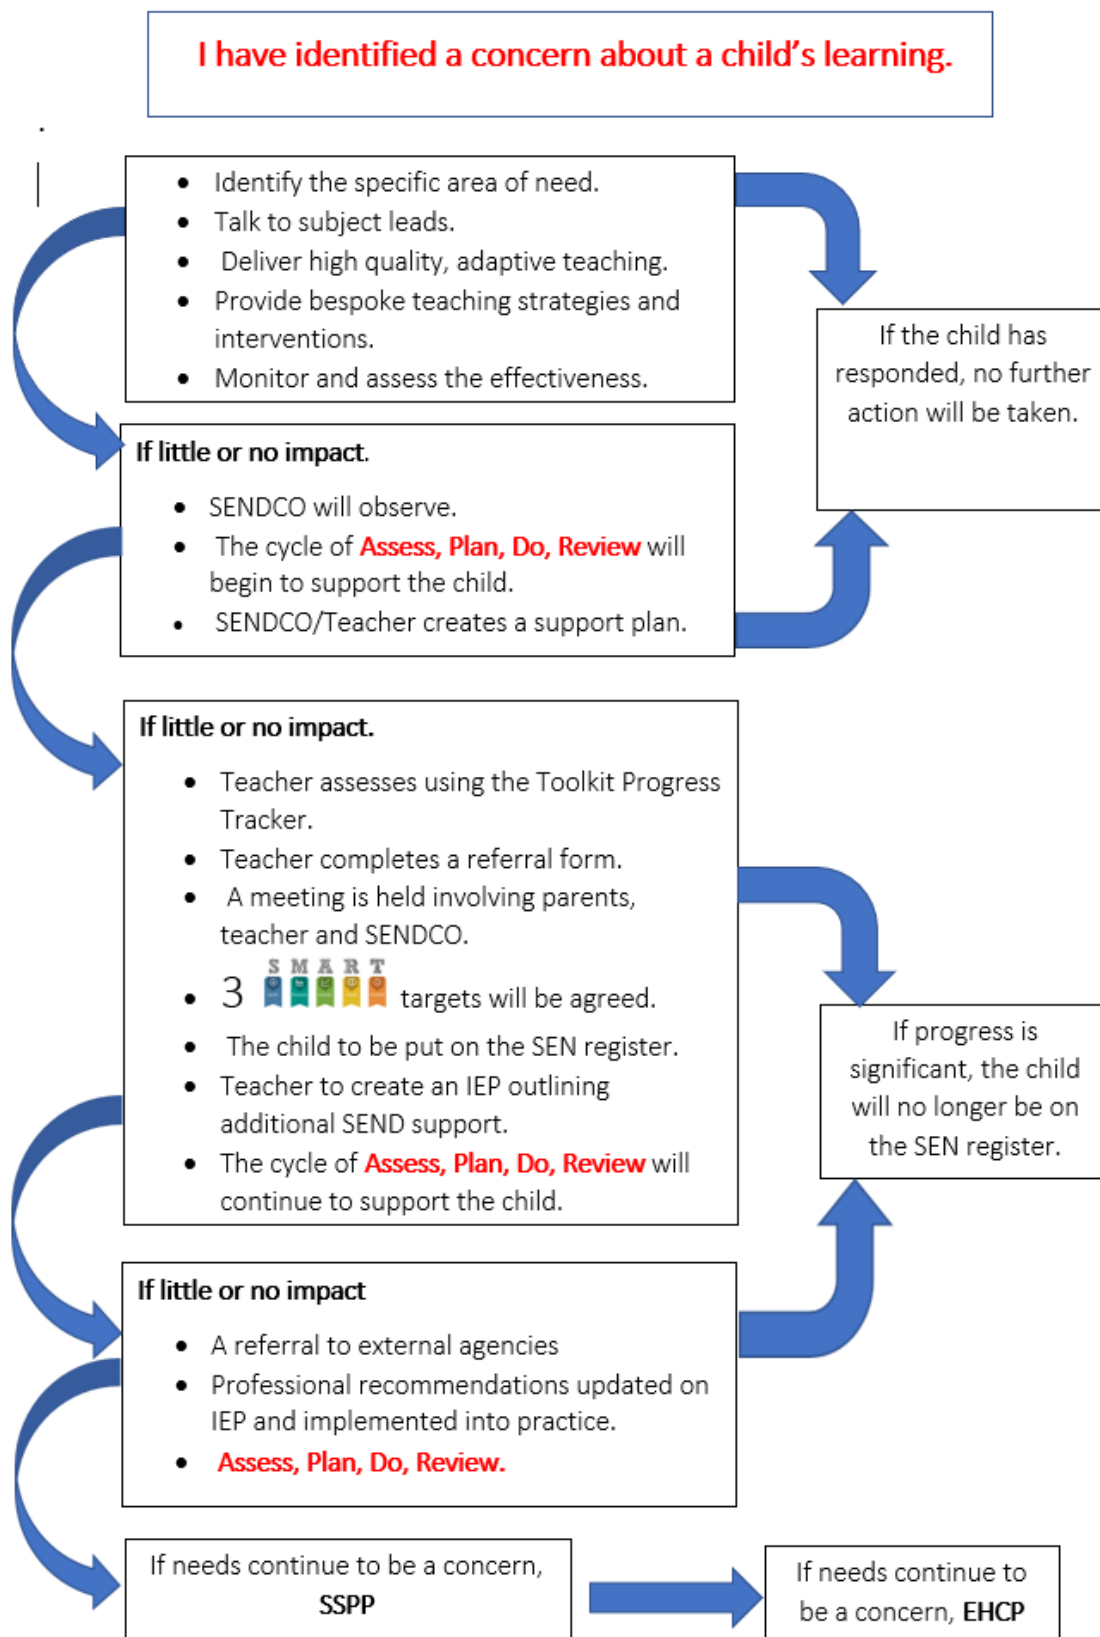 I have identified a concern about a child's learning.
.
• Identify the specific area of need.
• Talk to subject leads.
• Deliver high quality, adaptive teaching.
• Provide bespoke teaching strategies and
interventions.
• Monitor and assess the effectiveness.
If the child has
responded, no further
action will be taken.
If little or no impact.
• SENDCO will observe.
• The cycle of Assess, Plan, Do, Review will
begin to support the child.
• SENDCO/Teacher creates a support plan.
If little or no impact.
• Teacher assesses using the Toolkit Progress
Tracker.
• Teacher completes a referral form.
• A meeting is held involving parents,
teacher and SENDCO.
• 3 SMART targets will be agreed.
• The child to be put on the SEN register.
• Teacher to create an IEP outlining
additional SEND support.
• The cycle of Assess, Plan, Do, Review will
continue to support the child.
If progress is
significant, the child
will no longer be on
the SEN register.
If little or no impact
• A referral to external agencies
• Professional recommendations updated on
IEP and implemented into practice.
• Assess, Plan, Do, Review.
If needs continue to be a concern,
SSPP
If needs continue to
be a concern, EHCP